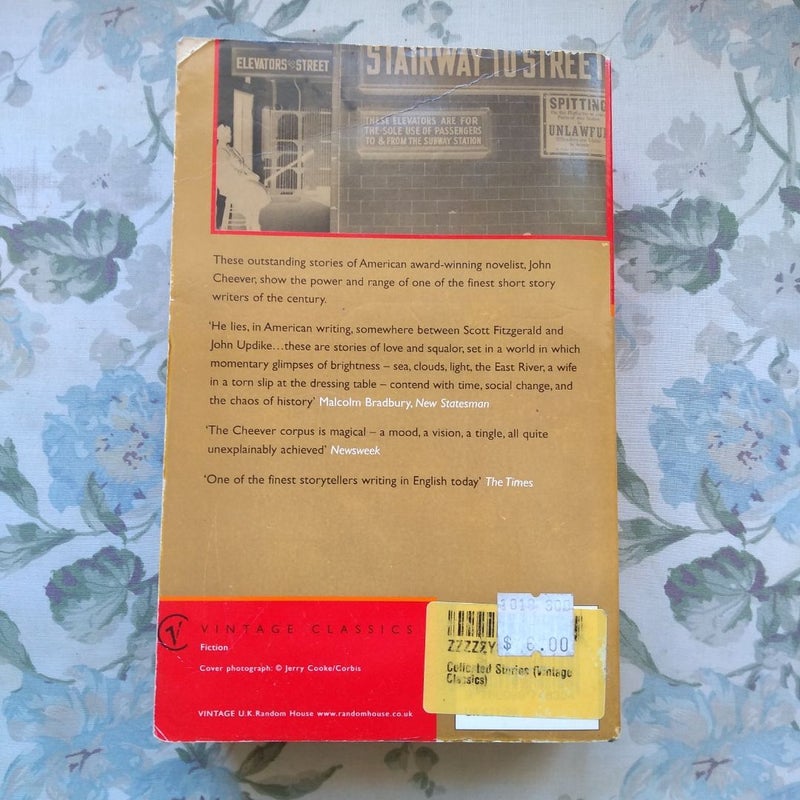 ELEVATORS TO STREET
STAIRWAY TO STREET
THESE ELEVATORS ARE FOR
THE SOLE USE OF PASSENGERS
TO & FROM THE SUBWAY STATION
SPITTING
UNLAWFUL
These outstanding stories of American award-winning novelist, John
Cheever, show the power and range of one of the finest short story
writers of the century.
‘He lies, in American writing, somewhere between Scott Fitzgerald and
John Updike…these are stories of love and squalor, set in a world in which
momentary glimpses of brightness – sea, clouds, light, the East River, a wife
in a torn slip at the dressing table – contend with time, social change, and
the chaos of history’ Malcolm Bradbury, New Statesman
‘The Cheever corpus is magical – a mood, a vision, a tingle, all quite
unexplainably achieved’ Newsweek
‘One of the finest storytellers writing in English today’ The Times
V VINTAGE CLASSICS
Fiction
Cover photograph: © Jerry Cooke/Corbis
VINTAGE U.K. Random House www.randomhouse.co.uk
$ 6.00
ZZZZY
Collected Stories (Vintage
Classics)